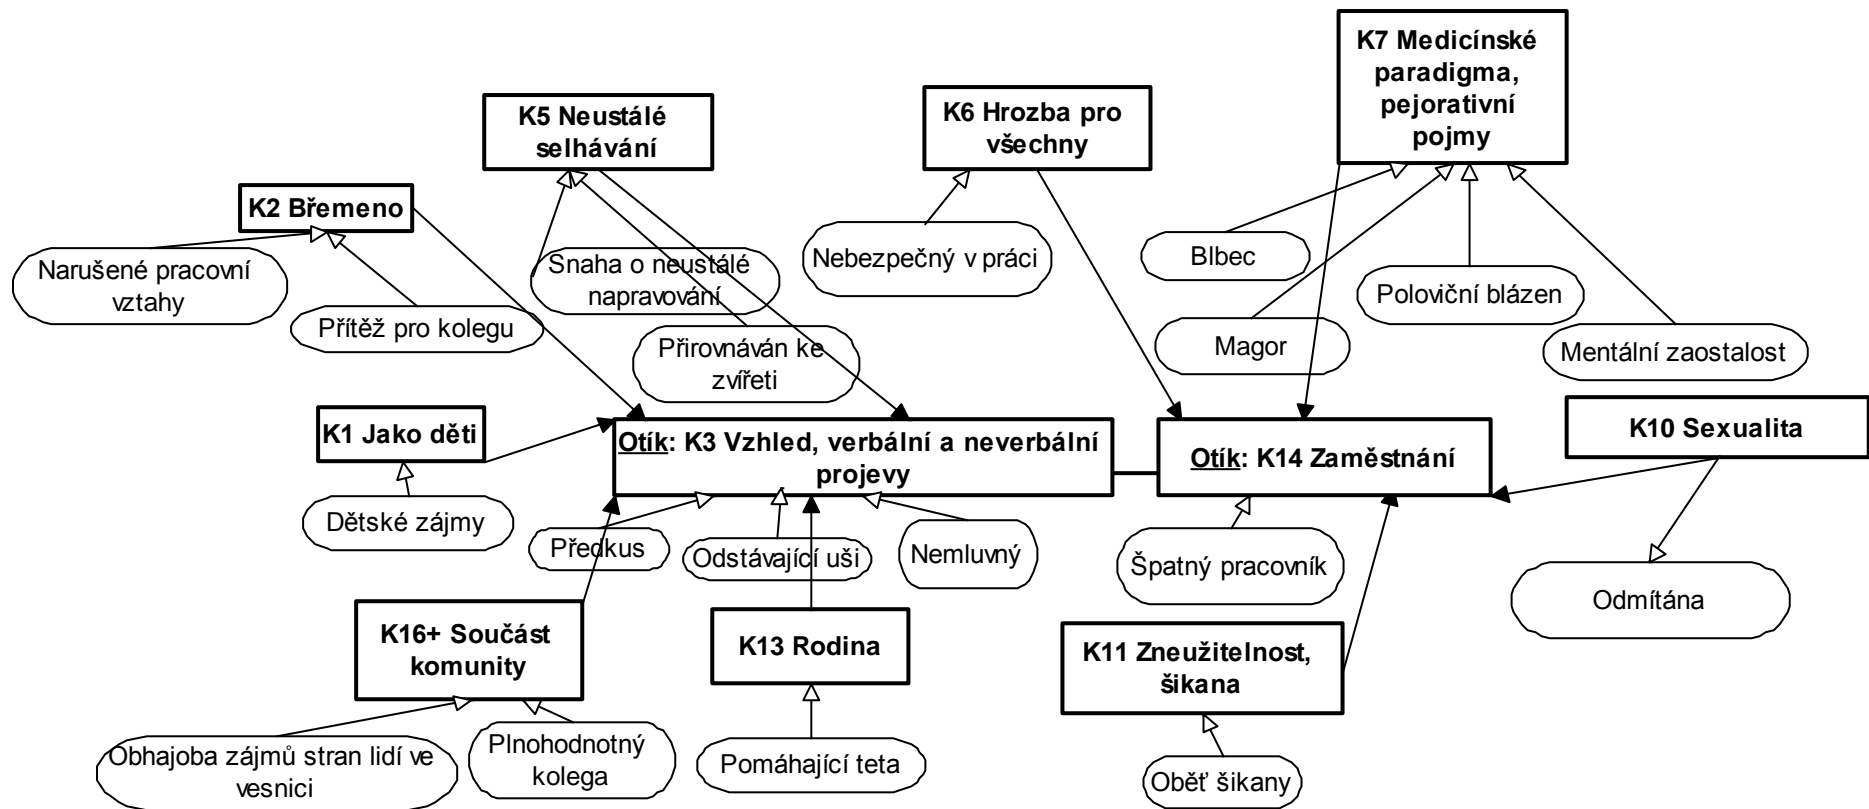 K7 Medicínské
paradigma,
pejorativní
pojmy
K5 Neustálé
selhávání
K6 Hrozba pro
všechny
K2 Břemeno
Narušené pracovní
vztahy
Snaha o neustálé
napravování
Nebezpečný v práci
Blbec
Poloviční blázen
Přítěž pro kolegu
Přirovnáván ke
zvířeti
Magor
Mentální zaostalost
K1 Jako děti
Otík: K3 Vzhled, verbální a neverbální
projevy
Otík: K14 Zaměstnání
K10 Sexualita
Dětské zájmy
Předkus
Odstávající uši
Nemluvný
Špatný pracovník
Odmítána
K16+ Součást
komunity
K13 Rodina
K11 Zneužitelnost,
šikana
Obhajoba zájmů stran lidí ve
vesnici
Plnohodnotný
kolega
Pomáhající teta
Oběť šikany